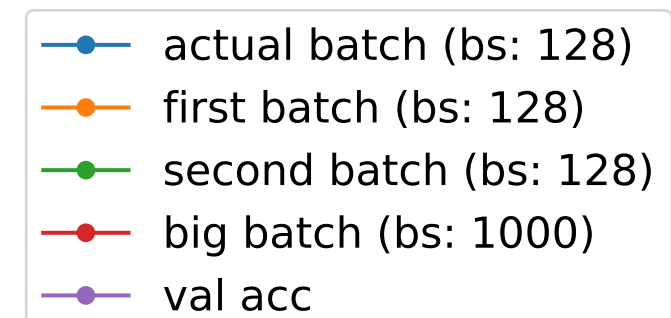 actual batch (bs: 128)
first batch (bs: 128)
second batch (bs: 128)
big batch (bs: 1000)
val acc